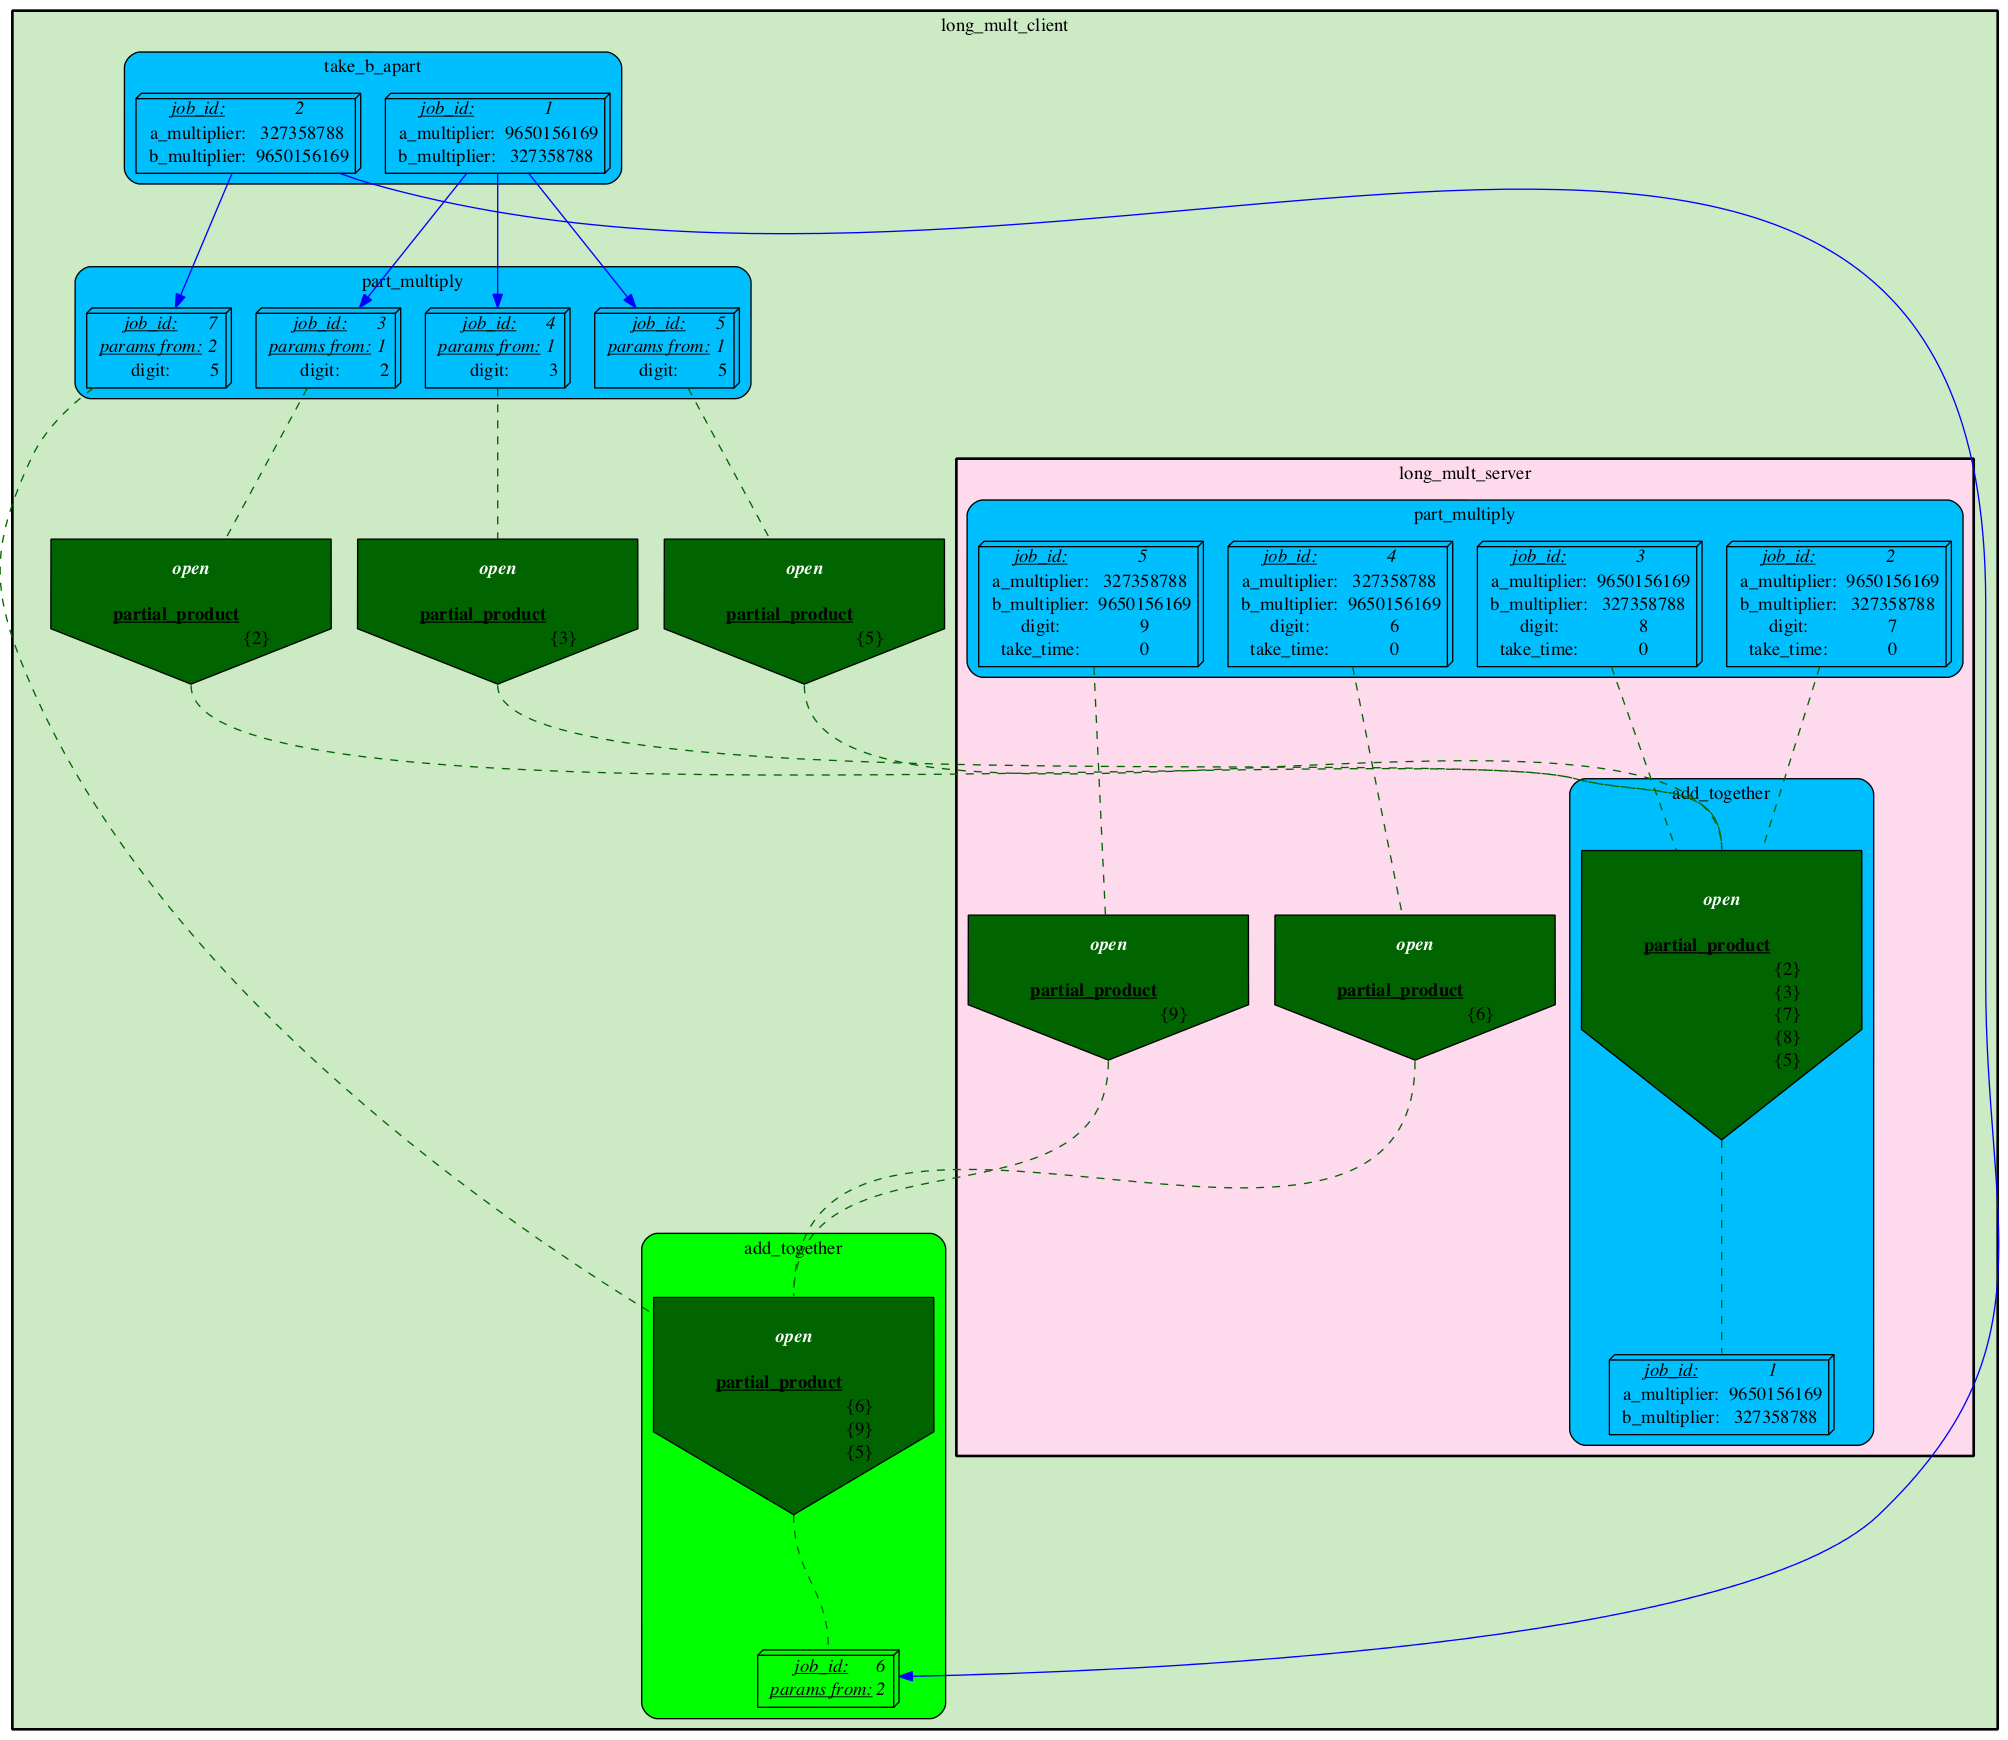 long_mult_client
take_b_apart
job_id: 2
a_multiplier: 327358788
b_multiplier: 9650156169
job_id: 1
a_multiplier: 9650156169
b_multiplier: 327358788
part_multiply
job_id: 7
params from: 2
digit: 5
job_id: 3
params from: 1
digit: 2
job_id: 4
params from: 1
digit: 3
job_id: 5
params from: 1
digit: 5
open
partial_product
{2}
open
partial_product
{3}
open
partial_product
{5}
long_mult_server
part_multiply
job_id: 5
a_multiplier: 327358788
b_multiplier: 9650156169
digit: 9
take_time: 0
job_id: 4
a_multiplier: 327358788
b_multiplier: 9650156169
digit: 6
take_time: 0
job_id: 3
a_multiplier: 9650156169
b_multiplier: 327358788
digit: 8
take_time: 0
job_id: 2
a_multiplier: 9650156169
b_multiplier: 327358788
digit: 7
take_time: 0
open
partial_product
{9}
open
partial_product
{6}
add_together
open
partial_product
{2}
{3}
{7}
{8}
{5}
job_id: 1
a_multiplier: 9650156169
b_multiplier: 327358788
add_together
open
partial_product
{6}
{9}
{5}
job_id: 6
params from: 2